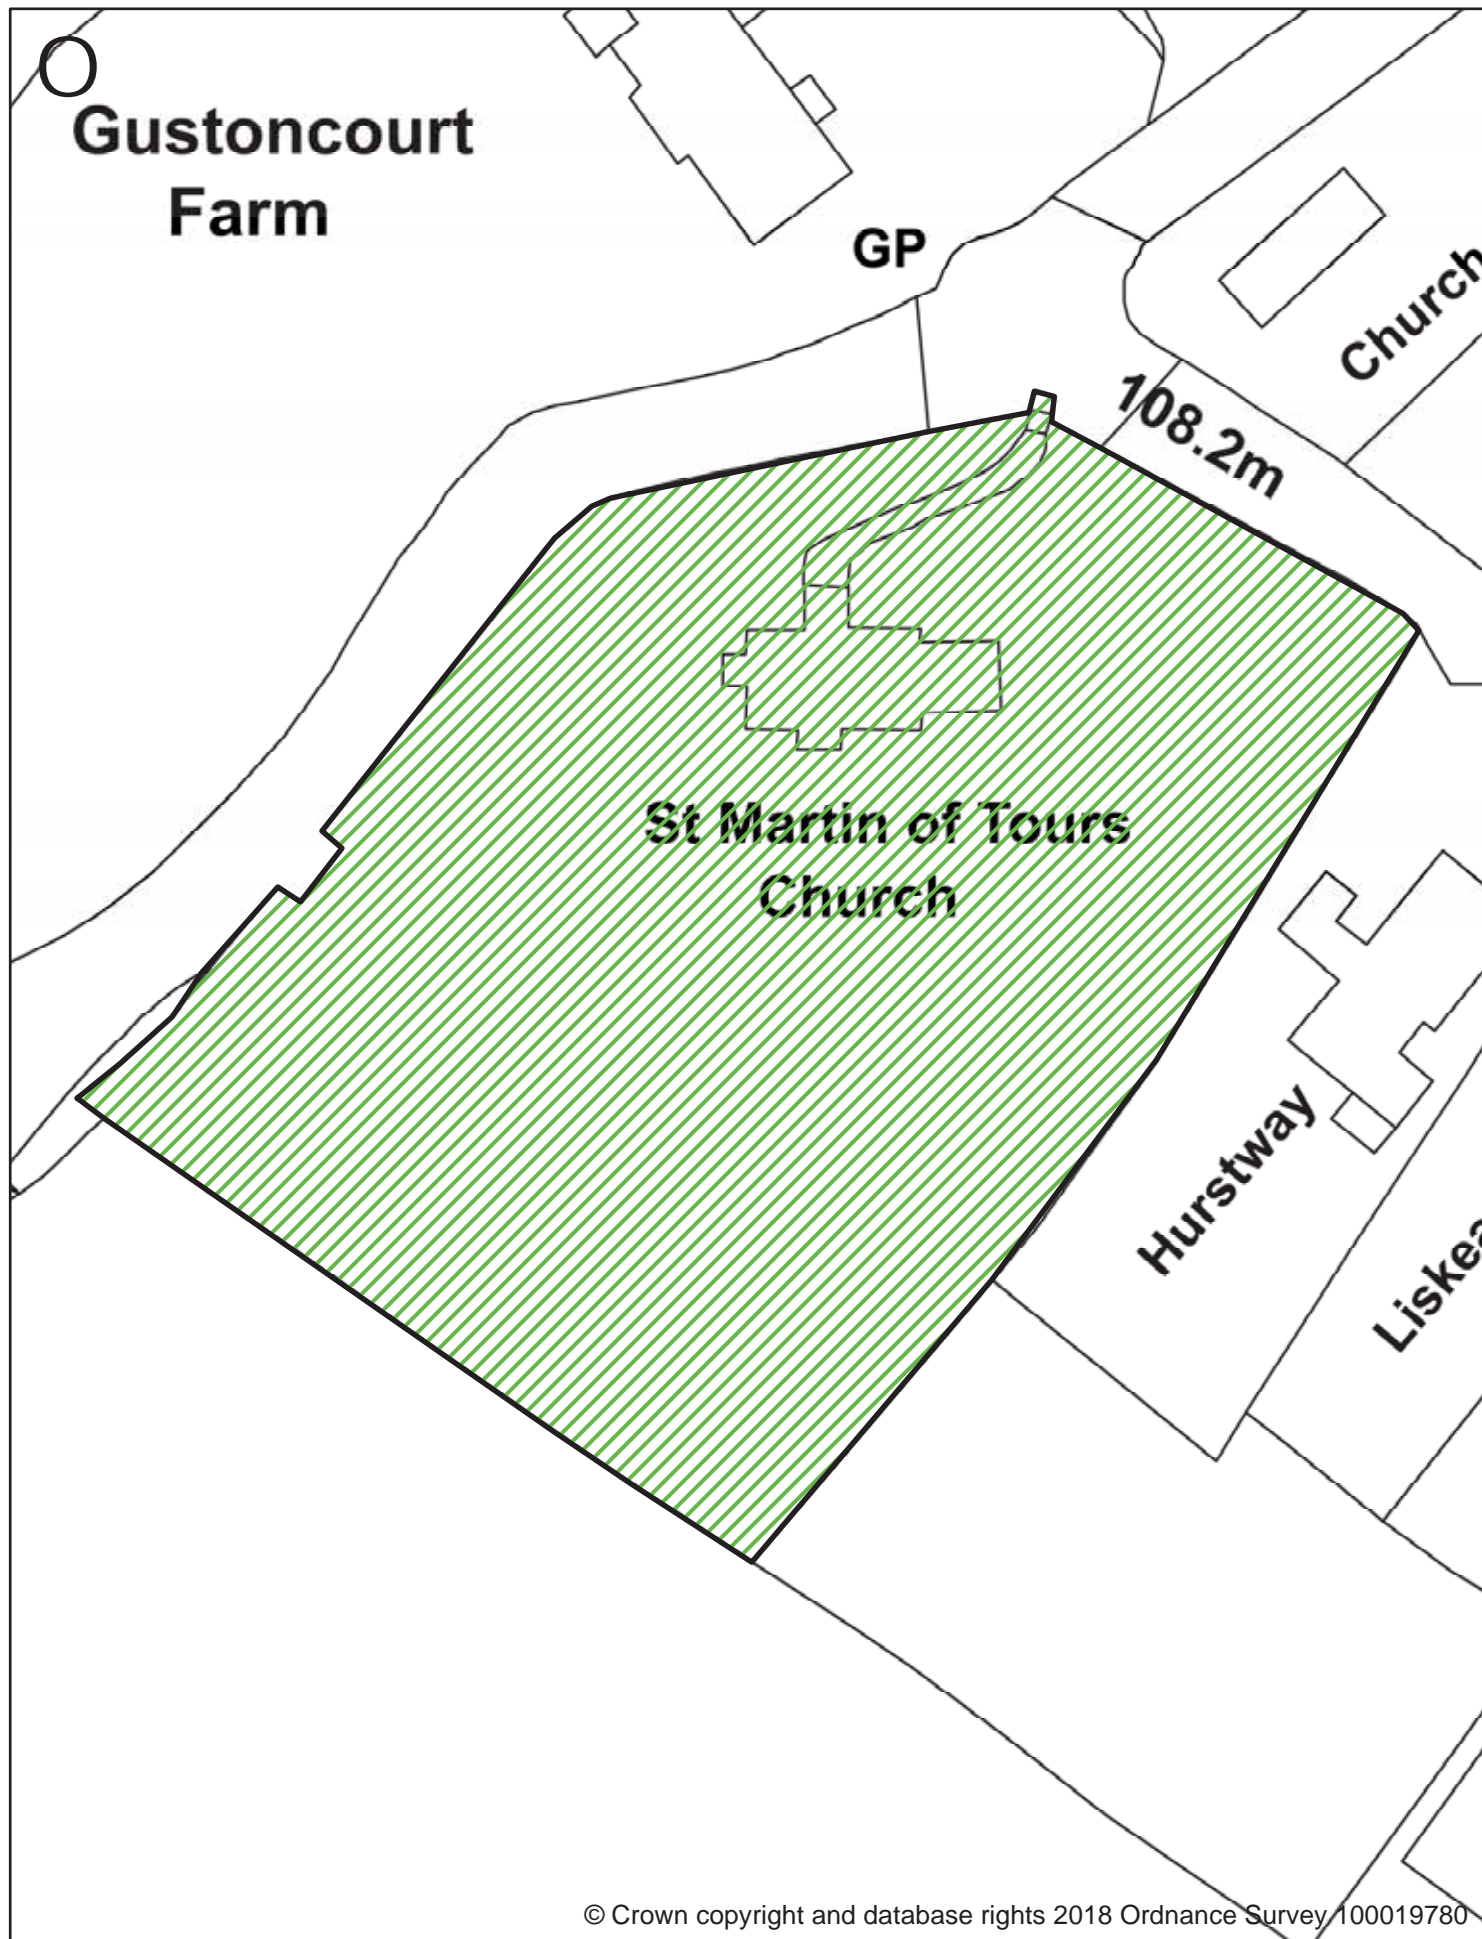 O
Gustoncourt
Farm
GP
Church
108.2m
St Martin of Tours
Church
Hurstway
Liskea
© Crown copyright and database rights 2018 Ordnance Survey 100019780